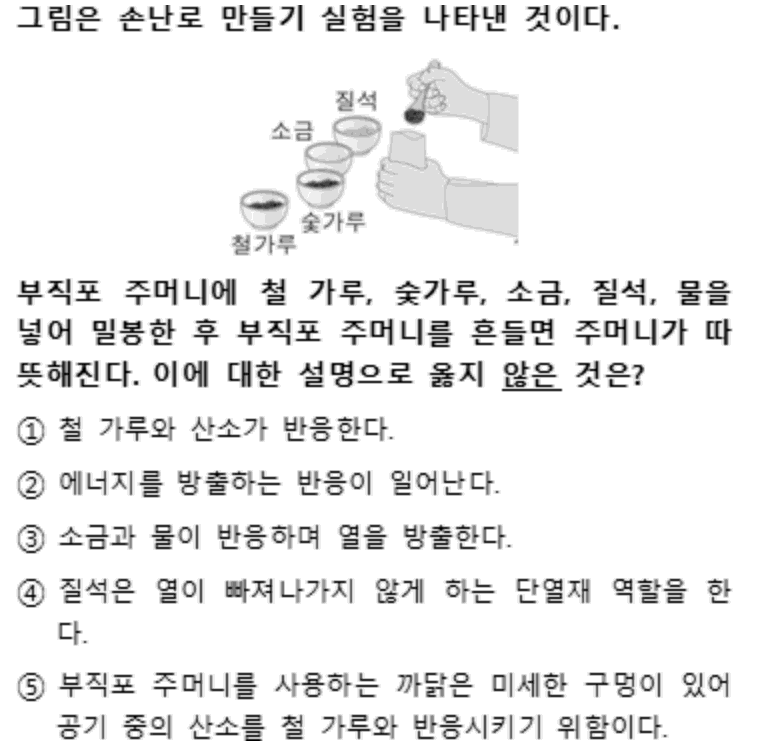 그림은 손난로 만들기 실험을 나타낸 것이다.
질석
소금
숯가루
철가루
부직포 주머니에 철 가루, 숯가루, 소금, 질석, 물을
넣어 밀봉한 후 부직포 주머니를 흔들면 주머니가 따
뜻해진다. 이에 대한 설명으로 옳지 않은 것은?
① 철 가루와 산소가 반응한다.
② 에너지를 방출하는 반응이 일어난다.
③ 소금과 물이 반응하며 열을 방출한다.
④ 질석은 열이 빠져나가지 않게 하는 단열재 역할을 한
다.
⑤ 부직포 주머니를 사용하는 까닭은 미세한 구멍이 있어
공기 중의 산소를 철 가루와 반응시키기 위함이다.